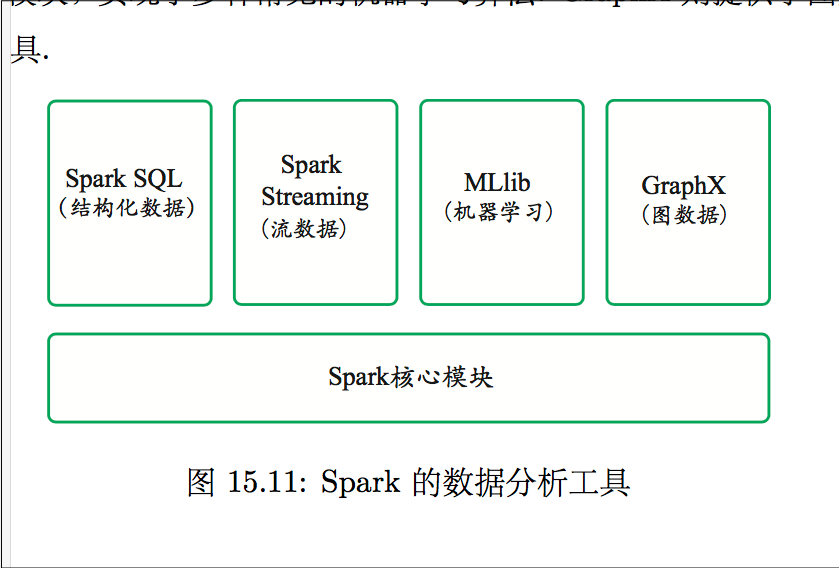 具.
Spark SQL
(结构化数据)
Spark
Streaming
(流数据)
MLlib
(机器学习)
GraphX
(图数据)
Spark核心模块
图 15.11: Spark 的数据分析工具